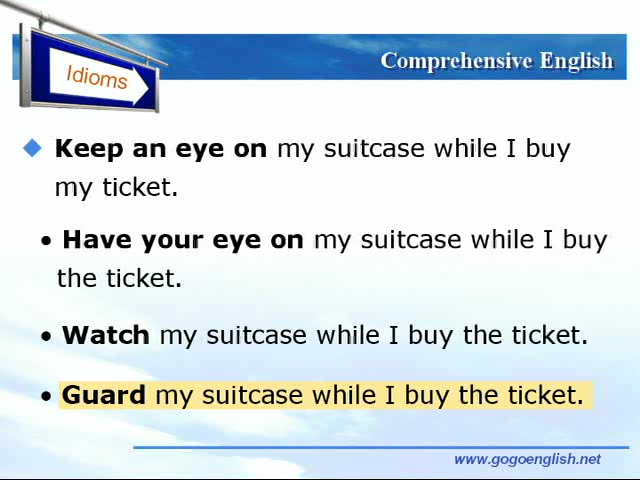 Idioms
Comprehensive English
Keep an eye on my suitcase while I buy
my ticket.
• Have your eye on my suitcase while I buy
the ticket.
• Watch my suitcase while I buy the ticket.
• Guard my suitcase while I buy the ticket.
www.gogoenglish.net